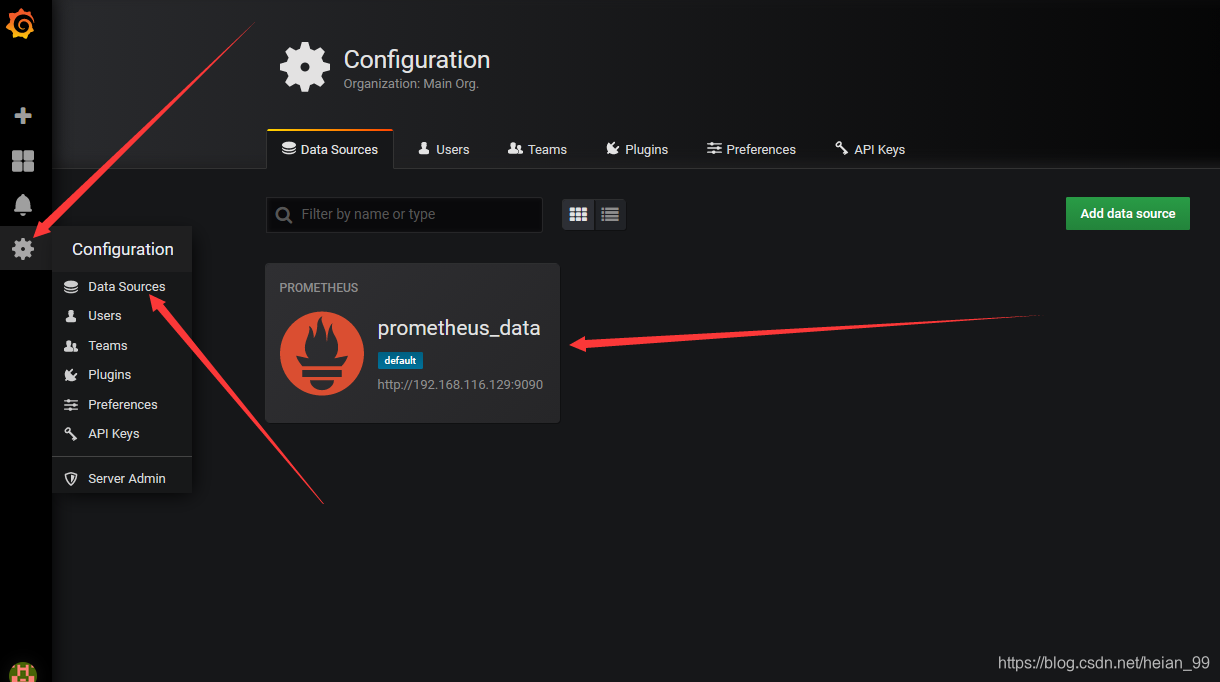 Configuration
Organization: Main Org.
Data Sources
Users
Teams
Plugins
Preferences
API Keys
Filter by name or type
Add data source
Configuration
Data Sources
Users
Teams
Plugins
Preferences
API Keys
Server Admin
PROMETHEUS
prometheus_data
default
http://192.168.116.129:9090
https://blog.csdn.net/heian_99